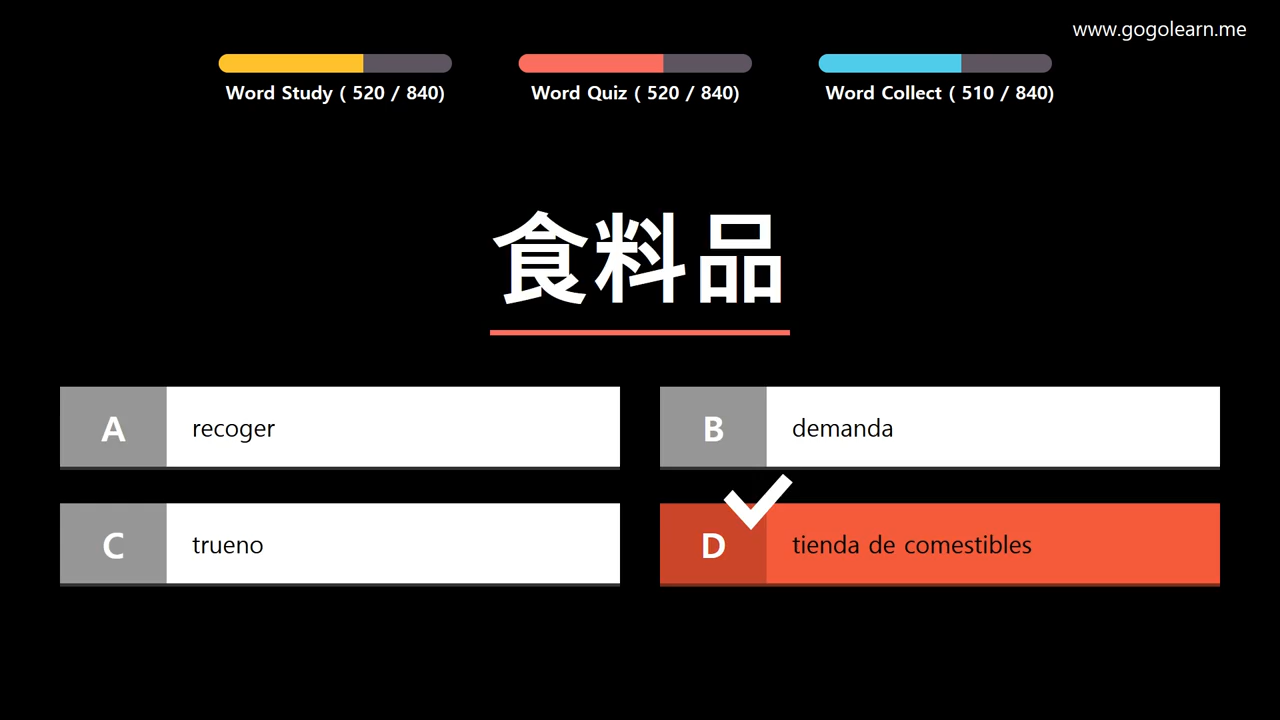 www.gogolearn.me
Word Study ( 520 / 840)
Word Quiz ( 520 / 840)
Word Collect ( 510 / 840)
食料品
A recoger
B demanda
C trueno
D tienda de comestibles